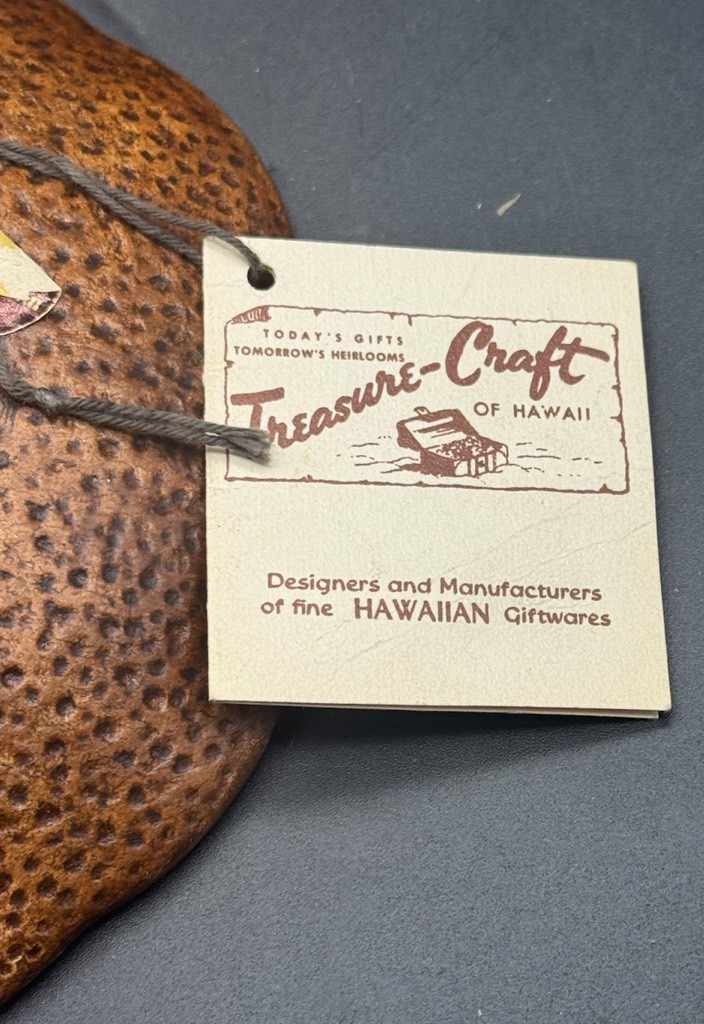 TODAY'S GIFTS
TOMORROW'S HEIRLOOMS
Treasure-Craft
OF HAWAII
Designers and Manufacturers
of fine HAWAIIAN Giftwares